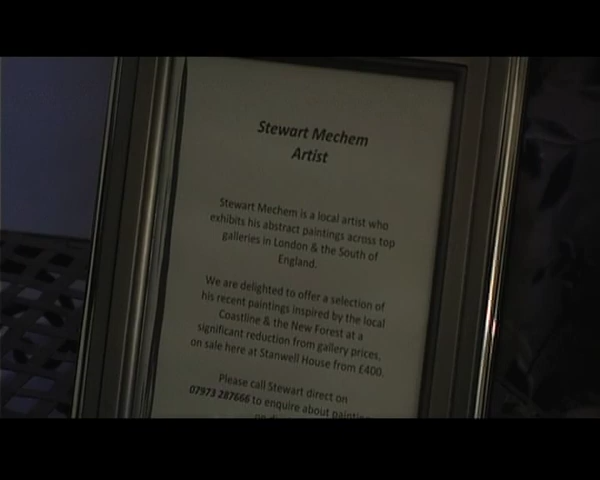 Stewart Mechem
Artist
Stewart Mechem is a local artist who
exhibits his abstract paintings across top
galleries in London & the South of
England.
We are delighted to offer a selection of
his recent paintings inspired by the local
Coastline & the New Forest at a
significant reduction from gallery prices,
on sale here at Stanwell House from £400.
Please call Stewart direct on
07973 287666 to enquire about